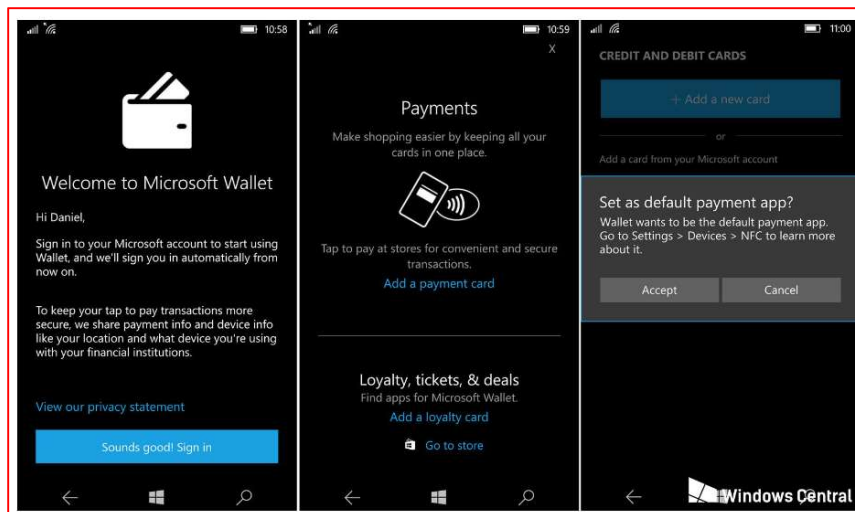 10:58
Welcome to Microsoft Wallet
Hi Daniel,
Sign in to your Microsoft account to start using
Wallet, and we'll sign you in automatically from
now on.
To keep your tap to pay transactions more
secure, we share payment info and device info
like your location and what device you're using
with your financial institutions.
View our privacy statement
Sounds good! Sign in
10:59
X
Payments
Make shopping easier by keeping all your
cards in one place.
Tap to pay at stores for convenient and secure
transactions.
Add a payment card
Loyalty, tickets, & deals
Find apps for Microsoft Wallet.
Add a loyalty card
Go to store
11:00
CREDIT AND DEBIT CARDS
+ Add a new card
or
Add a card from your Microsoft account
Set as default payment app?
Wallet wants to be the default payment app.
Go to Settings > Devices > NFC to learn more
about it.
Accept
Cancel
Windows Central